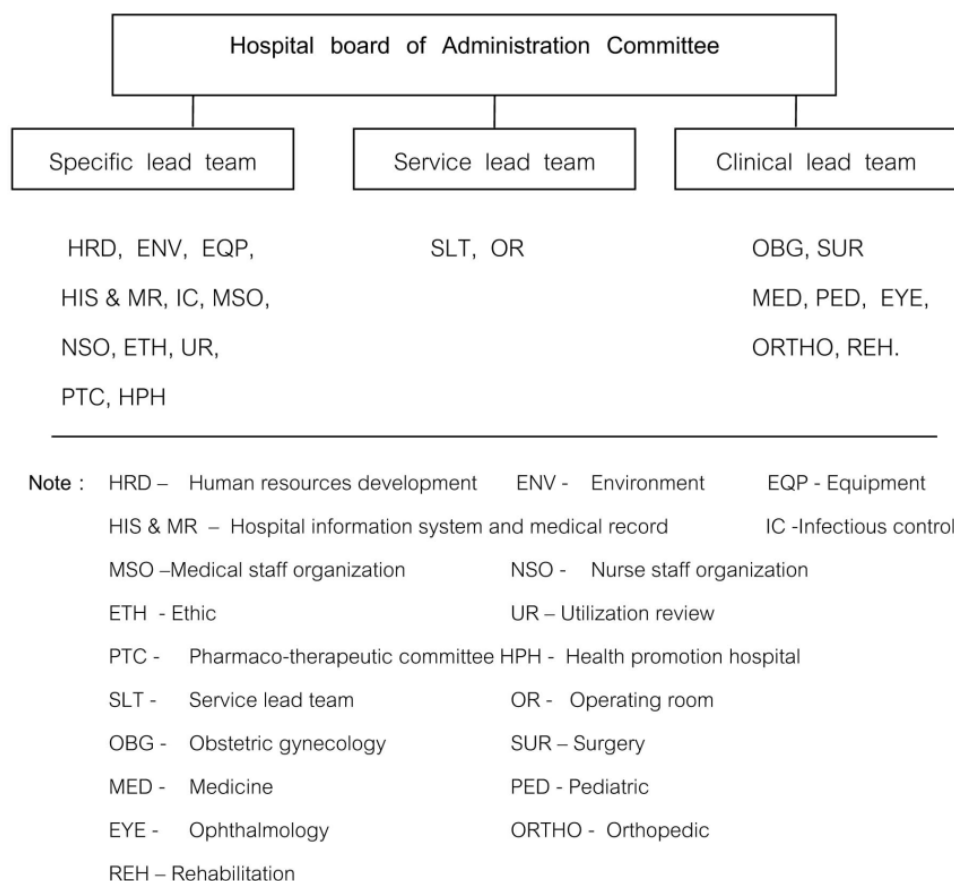 Hospital board of Administration Committee
Specific lead team
Service lead team
Clinical lead team
HRD, ENV, EQP,
HIS & MR, IC, MSO,
NSO, ETH, UR,
PTC, HPH
SLT, OR
OBG, SUR
MED, PED, EYE,
ORTHO, REH.
Note : HRD – Human resources development ENV - Environment EQP - Equipment
HIS & MR – Hospital information system and medical record IC -Infectious control
MSO –Medical staff organization NSO - Nurse staff organization
ETH - Ethic UR – Utilization review
PTC - Pharmaco-therapeutic committee HPH - Health promotion hospital
SLT - Service lead team OR - Operating room
OBG - Obstetric gynecology SUR – Surgery
MED - Medicine PED - Pediatric
EYE - Ophthalmology ORTHO - Orthopedic
REH – Rehabilitation